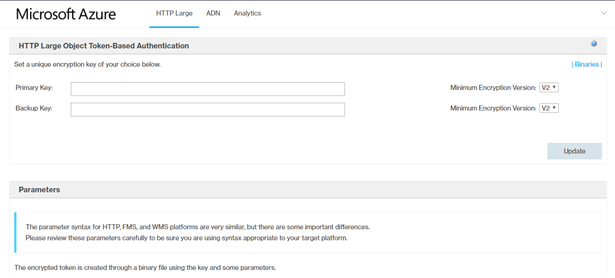 Microsoft Azure
HTTP Large ADN Analytics
HTTP Large Object Token-Based Authentication
Set a unique encryption key of your choice below. | Binaries |
Primary Key: Minimum Encryption Version: V2
Backup Key: Minimum Encryption Version: V2
Update
Parameters
The parameter syntax for HTTP, FMS, and WMS platforms are very similar, but there are some important differences.
Please review these parameters carefully to be sure you are using syntax appropriate to your target platform.
The encrypted token is created through a binary file using the key and some parameters.